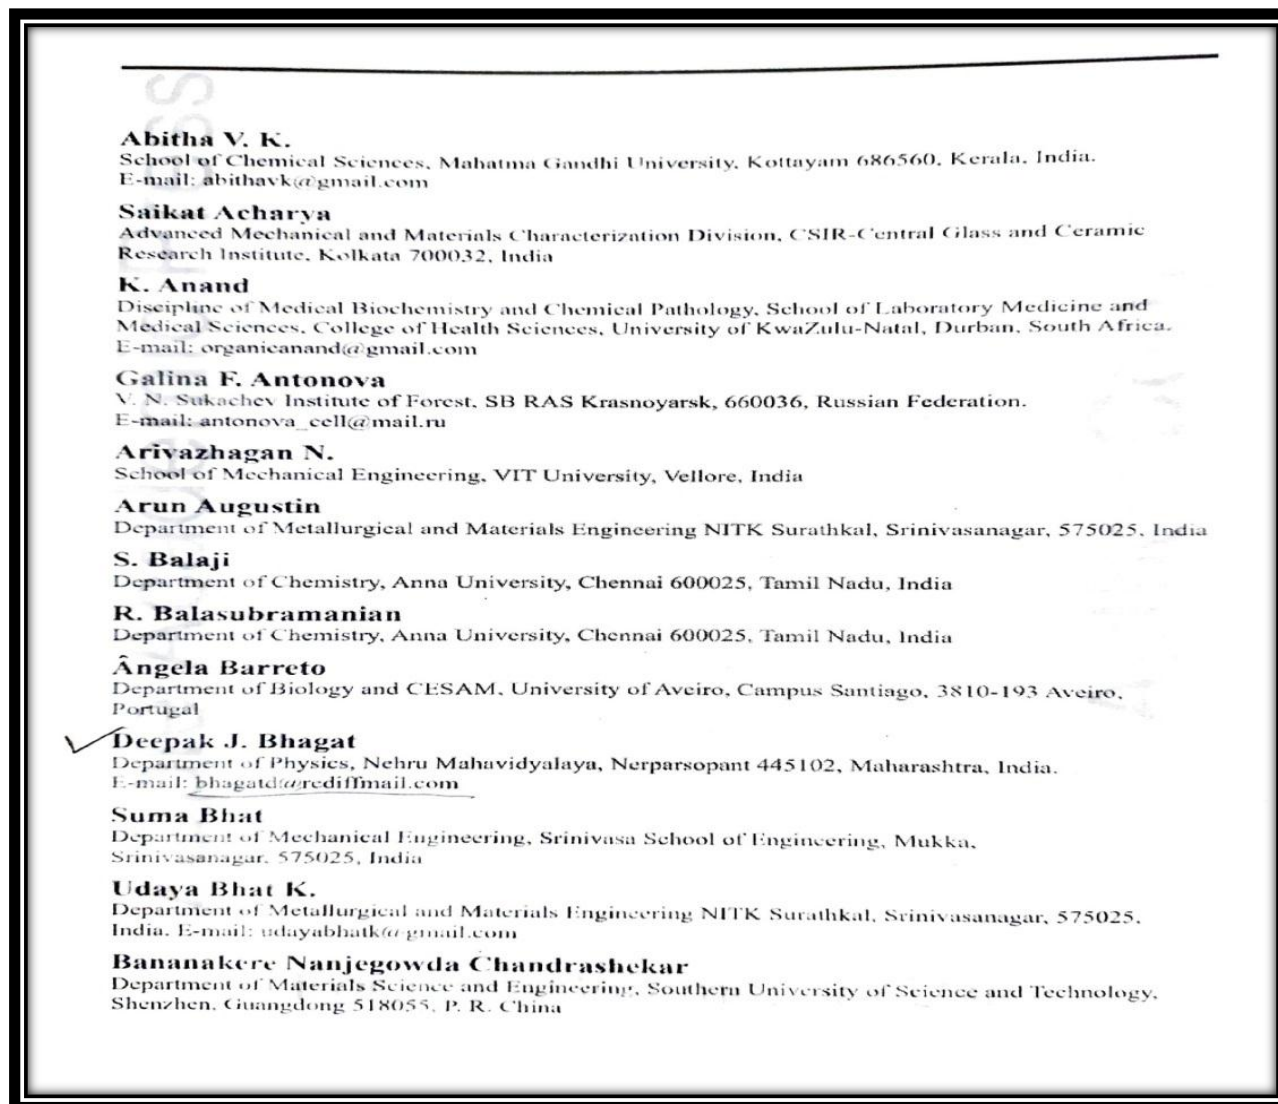 Abitha V. K.
School of Chemical Sciences, Mahatma Gandhi University, Kottayam 686560, Kerala, India.
E-mail: abithavk@gmail.com
Saikat Acharya
Advanced Mechanical and Materials Characterization Division, CSIR-Central Glass and Ceramic
Research Institute, Kolkata 700032, India
K. Anand
Discipline of Medical Biochemistry and Chemical Pathology, School of Laboratory Medicine and
Medical Sciences, College of Health Sciences, University of KwaZulu-Natal, Durban, South Africa.
E-mail: organicanand@gmail.com
Galina F. Antonova
V. N. Sukachev Institute of Forest, SB RAS Krasnoyarsk, 660036, Russian Federation.
E-mail: antonova_cell@mail.ru
Arivazhagan N.
School of Mechanical Engineering, VIT University, Vellore, India
Arun Augustin
Department of Metallurgical and Materials Engineering NITK Surathkal, Srinivasanagar, 575025, India
S. Balaji
Department of Chemistry, Anna University, Chennai 600025, Tamil Nadu, India
R. Balasubramanian
Department of Chemistry, Anna University, Chennai 600025, Tamil Nadu, India
Ângela Barreto
Department of Biology and CESAM, University of Aveiro, Campus Santiago, 3810-193 Aveiro,
Portugal
Deepak J. Bhagat
Department of Physics, Nehru Mahavidyalaya, Nerparsopant 445102, Maharashtra, India.
E-mail: bhagatd@rediffmail.com
Suma Bhat
Department of Mechanical Engineering, Srinivasa School of Engineering, Mukka,
Srinivasanagar, 575025, India
Udaya Bhat K.
Department of Metallurgical and Materials Engineering NITK Surathkal, Srinivasanagar, 575025,
India. E-mail: udayabhatk@gmail.com
Bananakere Nanjegowda Chandrashekar
Department of Materials Science and Engineering, Southern University of Science and Technology,
Shenzhen, Guangdong 518055, P. R. China